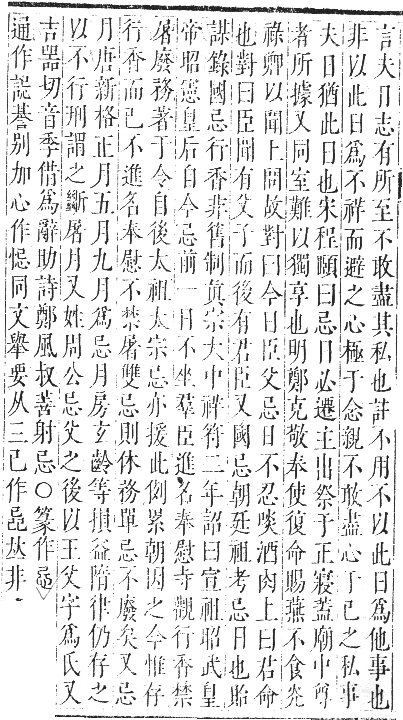 言夫日志有所至不敢盡其私也註不用不以此日爲他事也
非以此日爲不祥而避之心極于念親不敢盡心于己之私事
夫日猶此日也宋程頤曰忌日必遷主出祭于正寢蓋廟中尊
者所據又同室難以獨享也明鄭克敬奉使復命賜燕不食光
祿卿以聞上問故對曰今日臣父忌日不忍啖酒肉上曰君命
也對曰臣聞有父子而後有君臣又國忌朝廷祖考忌日也貽
謀錄國忌行香非舊制眞宗大中祥符二年詔曰宣祖昭武皇
帝昭憲皇后自今忌前一日不坐羣臣進名奉慰寺觀行香禁
屠廢務著于令自後太祖太宗忌亦援此例累朝因之今惟存
行香而已不進名奉慰不禁屠雙忌則休務單忌不廢矣又忌
月唐新格正月五月九月爲忌月房玄齡等損益隋律仍存之
以不行刑謂之斷屠月又姓周公忌父之後以王父字爲氏又
吉器切音季借爲辭助詩鄭風叔善射忌○篆作
通作誋諅别加心作㥍同文舉要从三己作㠱𠀤非